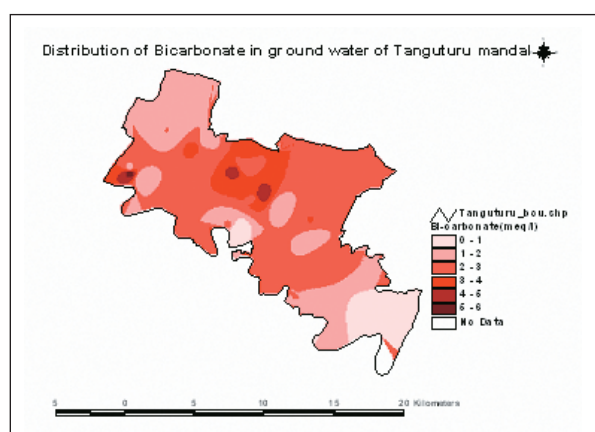 Distribution of Bicarbonate in ground water of Tanguturu mandal
Tanguturu_bou.shp
Bi-carbonate(meq/l)
0 - 1
1 - 2
2 - 3
3 - 4
4 - 5
5 - 6
No Data
5 0 5 10 15 20 Kilometers